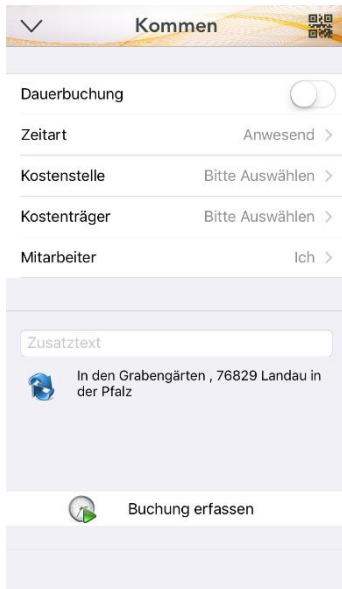 Kommen
Dauerbuchung
Zeitart Anwesend
Kostenstelle Bitte Auswählen
Kostenträger Bitte Auswählen
Mitarbeiter Ich
Zusatztext
In den Grabengärten , 76829 Landau in
der Pfalz
Buchung erfassen